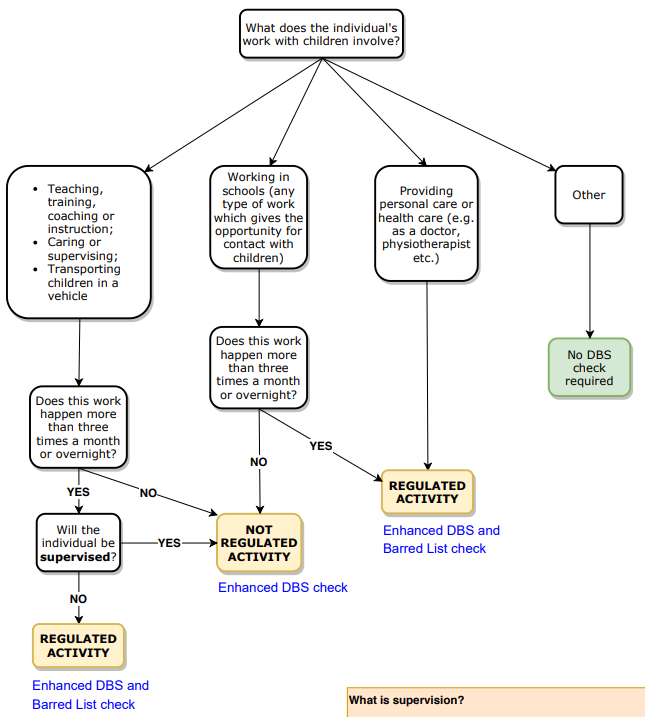 What does the individual's
work with children involve?
Teaching,
training,
coaching or
instruction;
Caring or
supervising;
Transporting
children in a
vehicle
Working in
schools (any
type of work
which gives the
opportunity for
contact with
children)
Providing
personal care or
health care (e.g.
as a doctor,
physiotherapist
etc.)
Other
Does this work
happen more
than three
times a month
or overnight?
No DBS
check
required
Does this work
happen more
than three
times a month
or overnight?
YES
NO
YES
NO
REGULATED
ACTIVITY
Enhanced DBS and
Barred List check
Will the
individual be
supervised?
YES
NOT
REGULATED
ACTIVITY
Enhanced DBS check
NO
REGULATED
ACTIVITY
Enhanced DBS and
Barred List check
What is supervision?